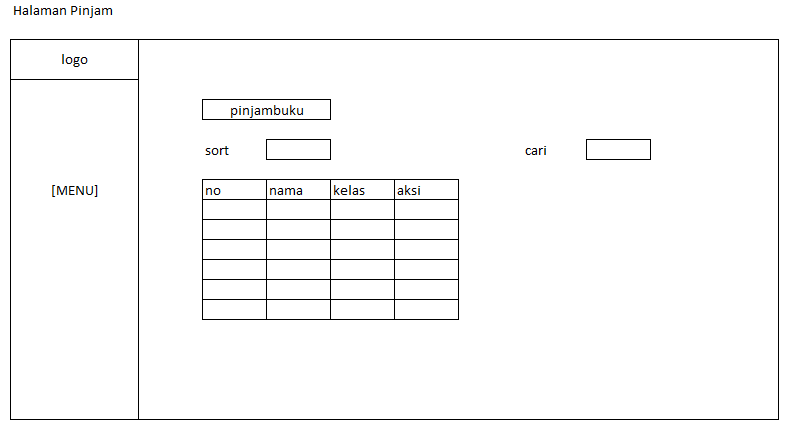 Halaman Pinjam
logo
pinjambuku
sort
cari
[MENU]
no nama kelas aksi